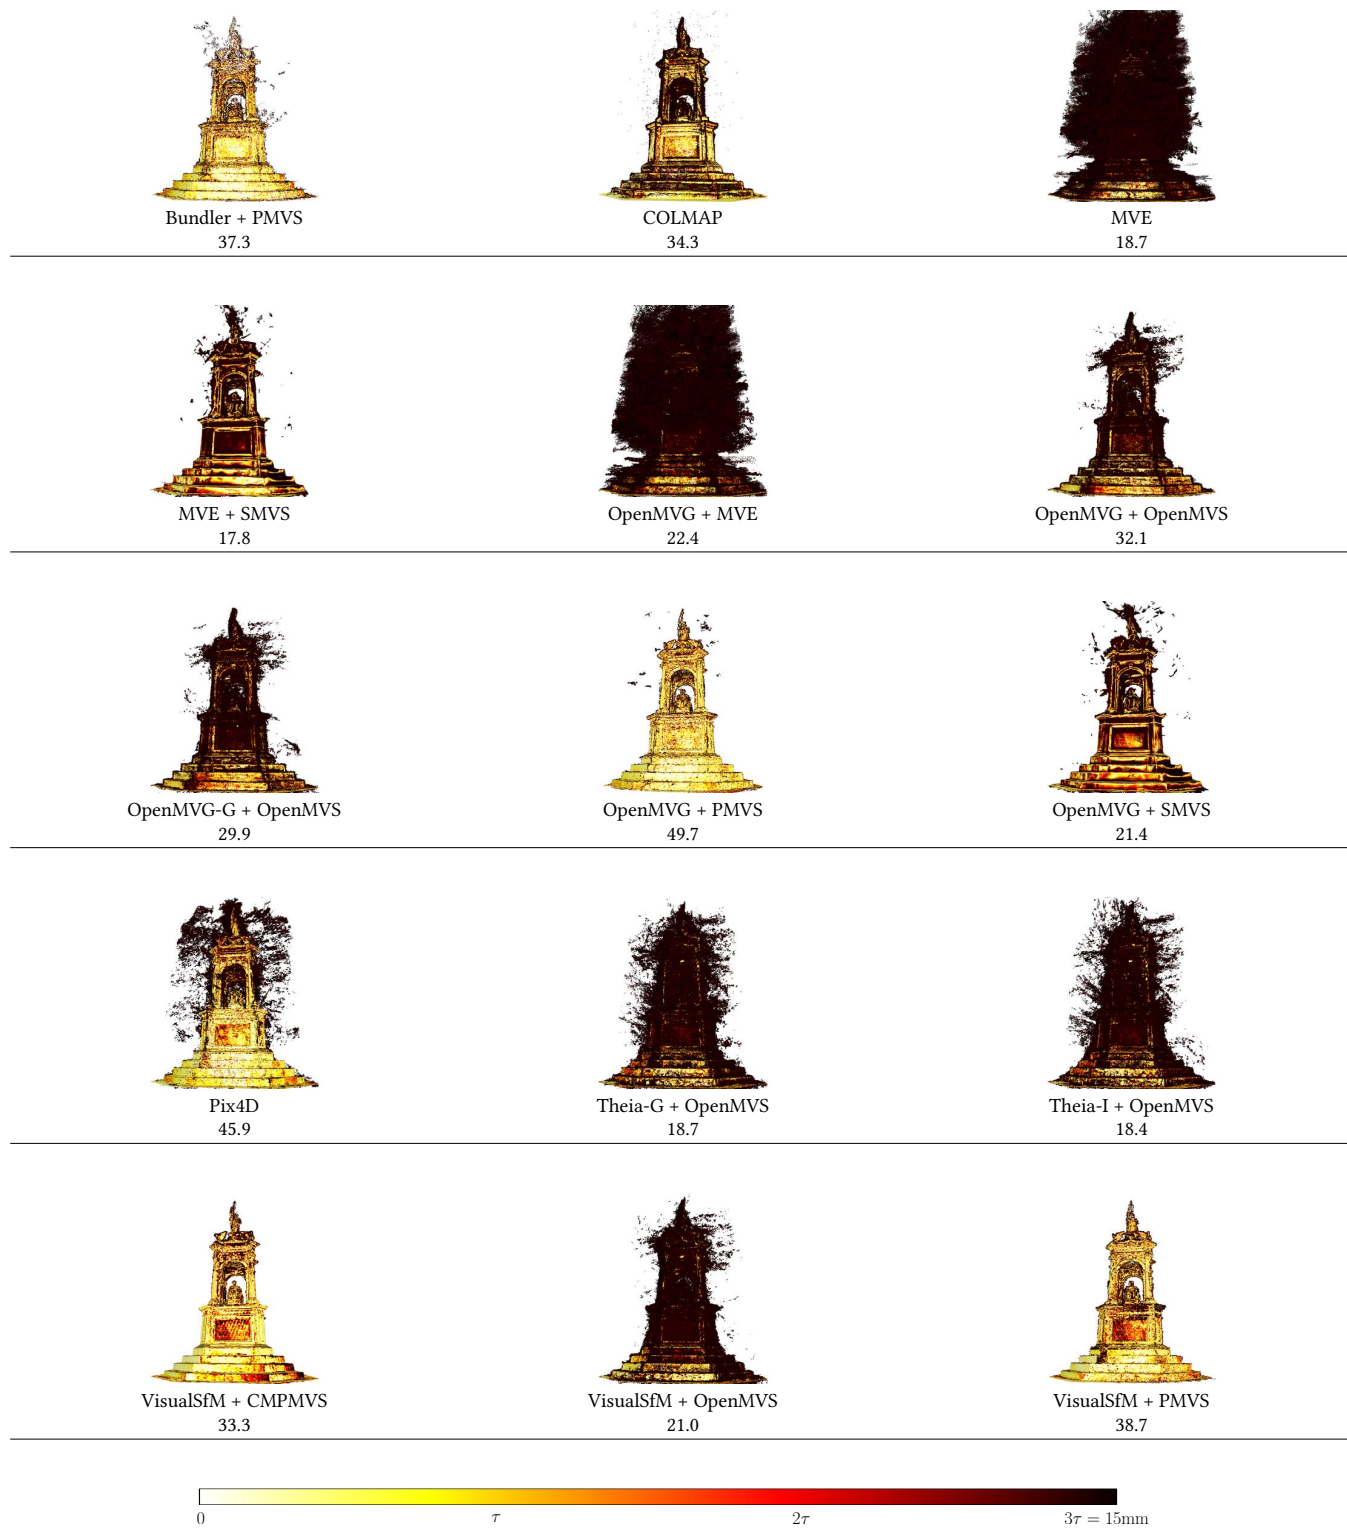 Bundler + PMVS COLMAP MVE
37.3 34.3 18.7
MVE + SMVS OpenMVG + MVE OpenMVG + OpenMVS
17.8 22.4 32.1
OpenMVG-G + OpenMVS OpenMVG + PMVS OpenMVG + SMVS
29.9 49.7 21.4
Pix4D Theia-G + OpenMVS Theia-I + OpenMVS
45.9 18.7 18.4
VisualSfM + CMPMVS VisualSfM + OpenMVS VisualSfM + PMVS
33.3 21.0 38.7
0 τ 2τ 3τ = 15mm